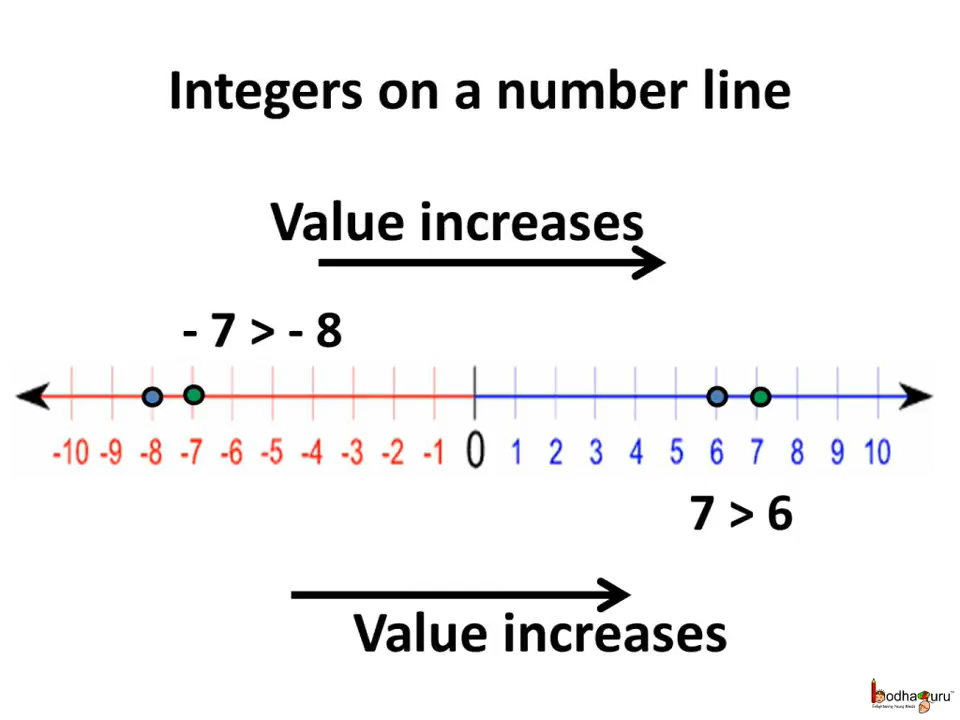 Integers on a number line
Value increases
- 7 > - 8
-10 -9 -8 -7 -6 -5 -4 -3 -2 -1 0 1 2 3 4 5 6 7 8 9 10
7 > 6
Value increases
bodhaguru™